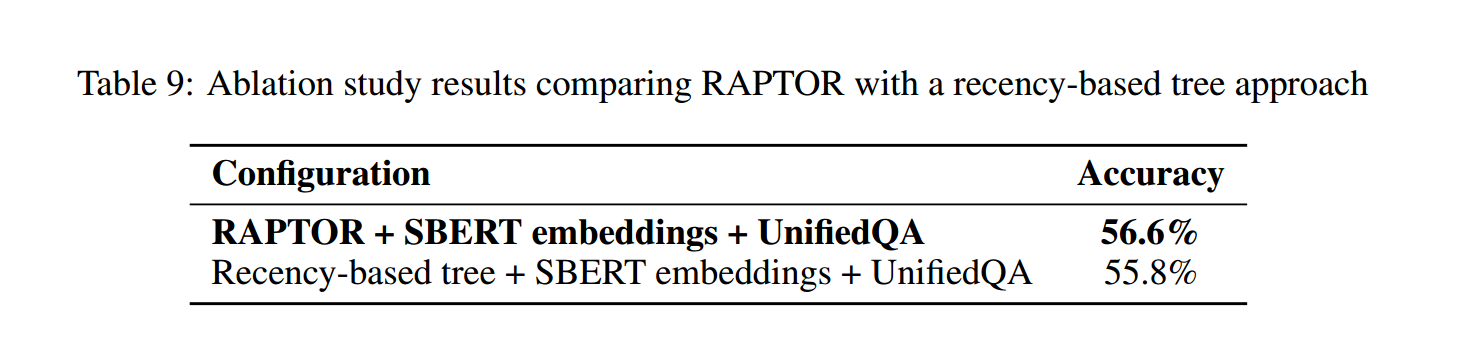 Table 9: Ablation study results comparing RAPTOR with a recency-based tree approach
Configuration Accuracy
RAPTOR + SBERT embeddings + UnifiedQA 56.6%
Recency-based tree + SBERT embeddings + UnifiedQA 55.8%